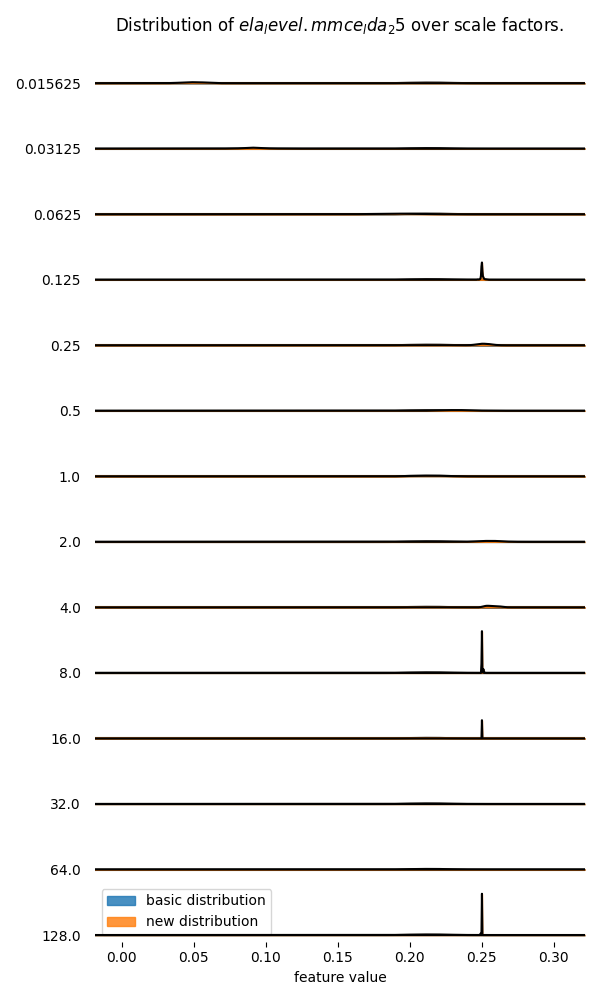 Distribution of elaₗevel.mmceₗda₂5 over scale factors.
0.015625
0.03125
0.0625
0.125
0.25
0.5
1.0
2.0
4.0
8.0
16.0
32.0
64.0
128.0
basic distribution
new distribution
0.00 0.05 0.10 0.15 0.20 0.25 0.30
feature value